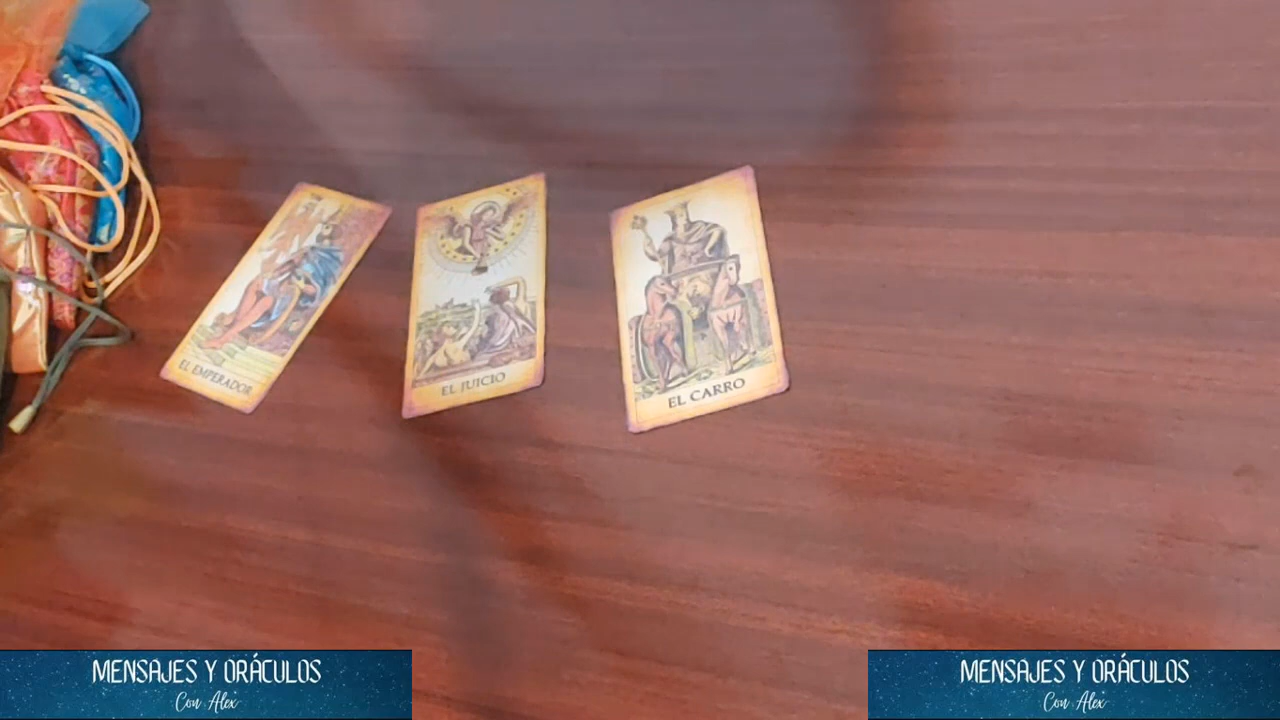 EL EMPERADOR
EL JUICIO
EL CARRO
MENSAJES Y ORÁCULOS
Con Alex
MENSAJES Y ORÁCULOS
Con Alex